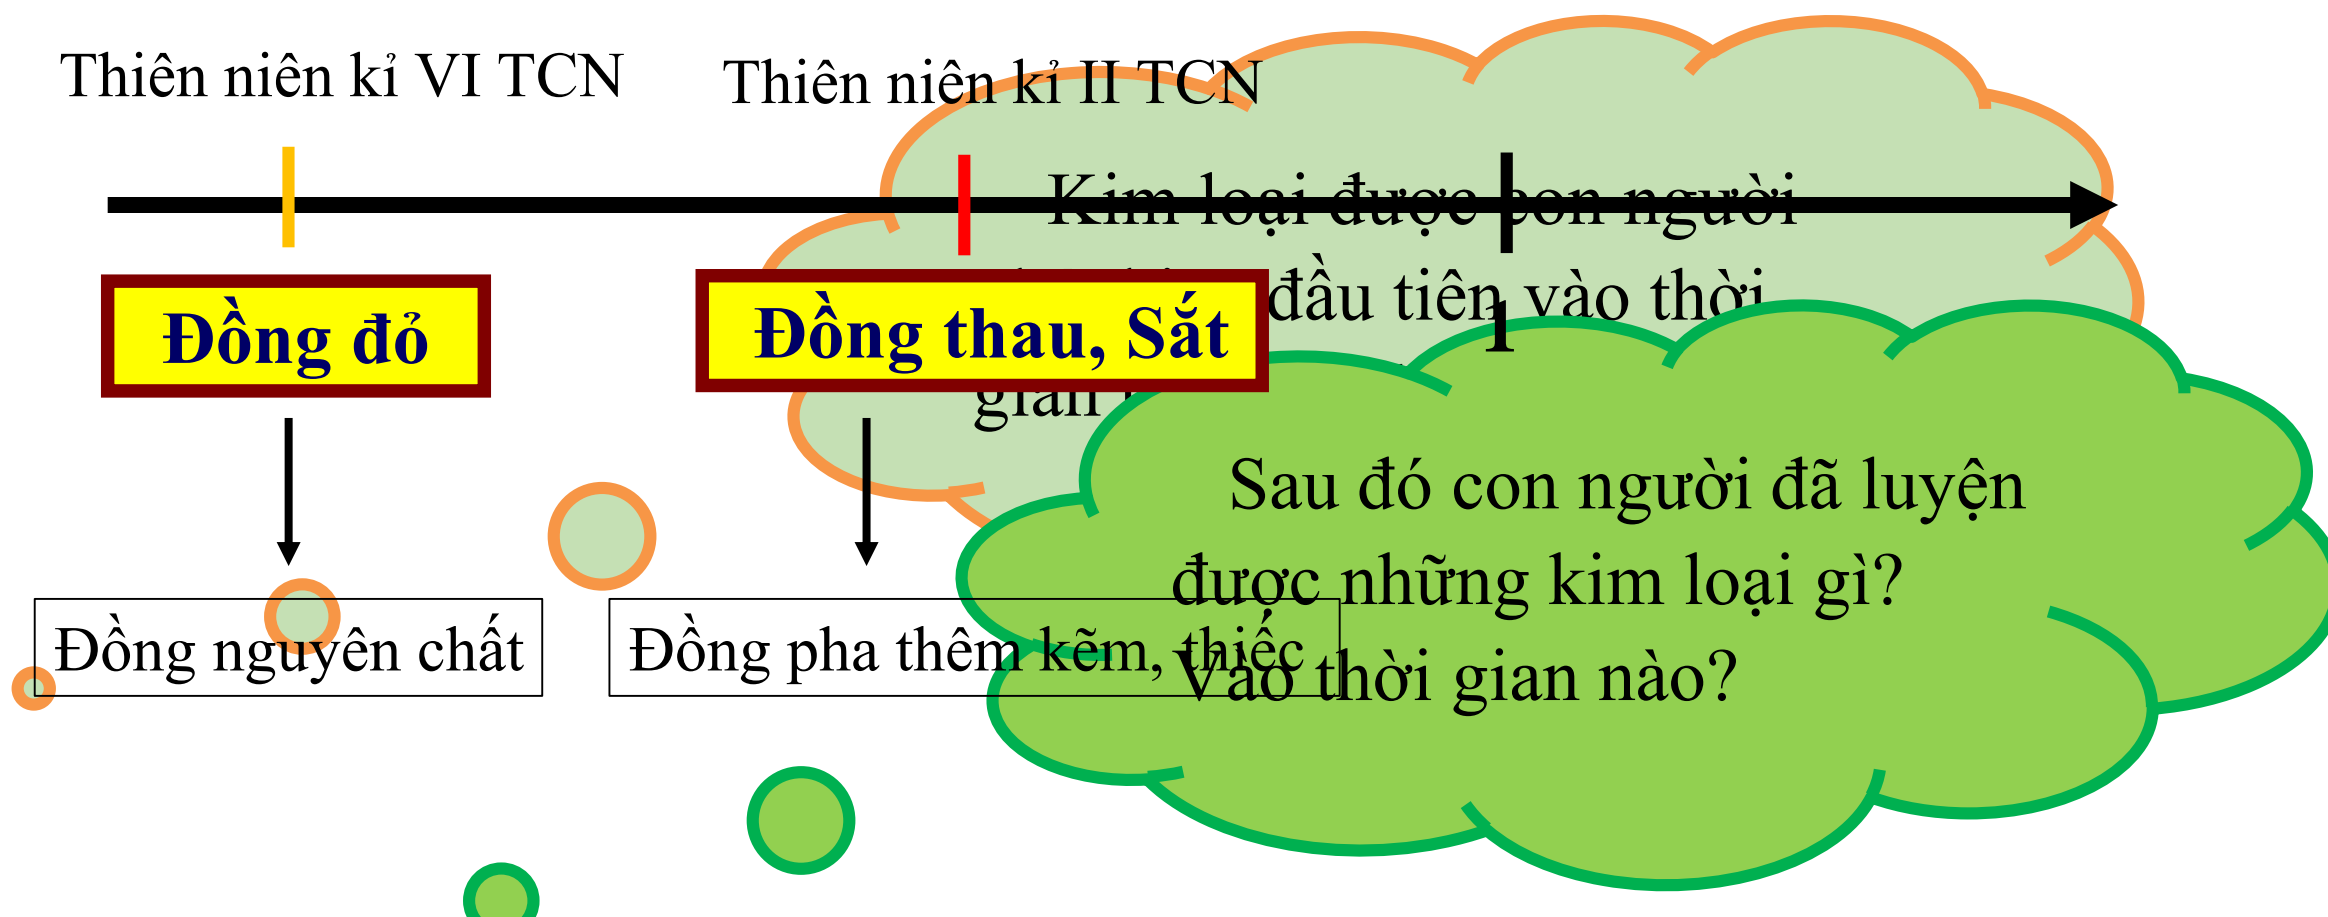 Thiên niên kỉ VI TCN
Thiên niên kỉ II TCN
Kim loại được con người
đầu tiên vào thời
gian
1
Đồng đỏ
Đồng thau, Sắt
Sau đó con người đã luyện
được những kim loại gì?
Vào thời gian nào?
Đồng nguyên chất
Đồng pha thêm kẽm, thiếc